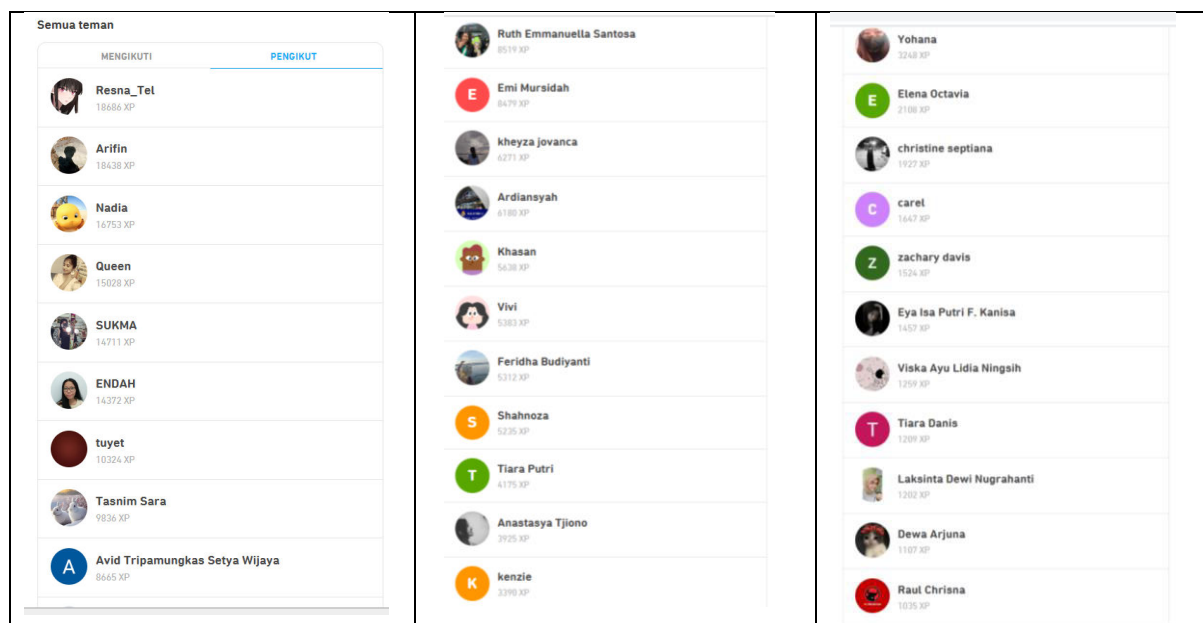 Semua teman
MENGIKUTI PENGIKUT
Resna_Tel
18686 XP
Arifin
18438 XP
Nadia
16753 XP
Queen
15028 XP
SUKMA
14711 XP
ENDAH
14372 XP
tuyet
10324 XP
Tasnim Sara
9836 XP
A
Avid Tripamungkas Setya Wijaya
8665 XP
Ruth Emmanuella Santosa
8519 XP
E
Emi Mursidah
8479 XP
kheyza jovanca
6271 XP
Ardiansyah
6180 XP
Khasan
5638 XP
Vivi
5383 XP
Feridha Budiyanti
5312 XP
S
Shahnoza
5235 XP
T
Tiara Putri
4175 XP
Anastasya Tjiono
3925 XP
K
kenzie
3390 XP
Yohana
3248 XP
E
Elena Octavia
2108 XP
christine septiana
1927 XP
C
carel
1647 XP
Z
zachary davis
1524 XP
Eya Isa Putri F. Kanisa
1457 XP
Viska Ayu Lidia Ningsih
1259 XP
T
Tiara Danis
1209 XP
Laksinta Dewi Nugrahanti
1202 XP
Dewa Arjuna
1107 XP
Raul Chrisna
1035 XP